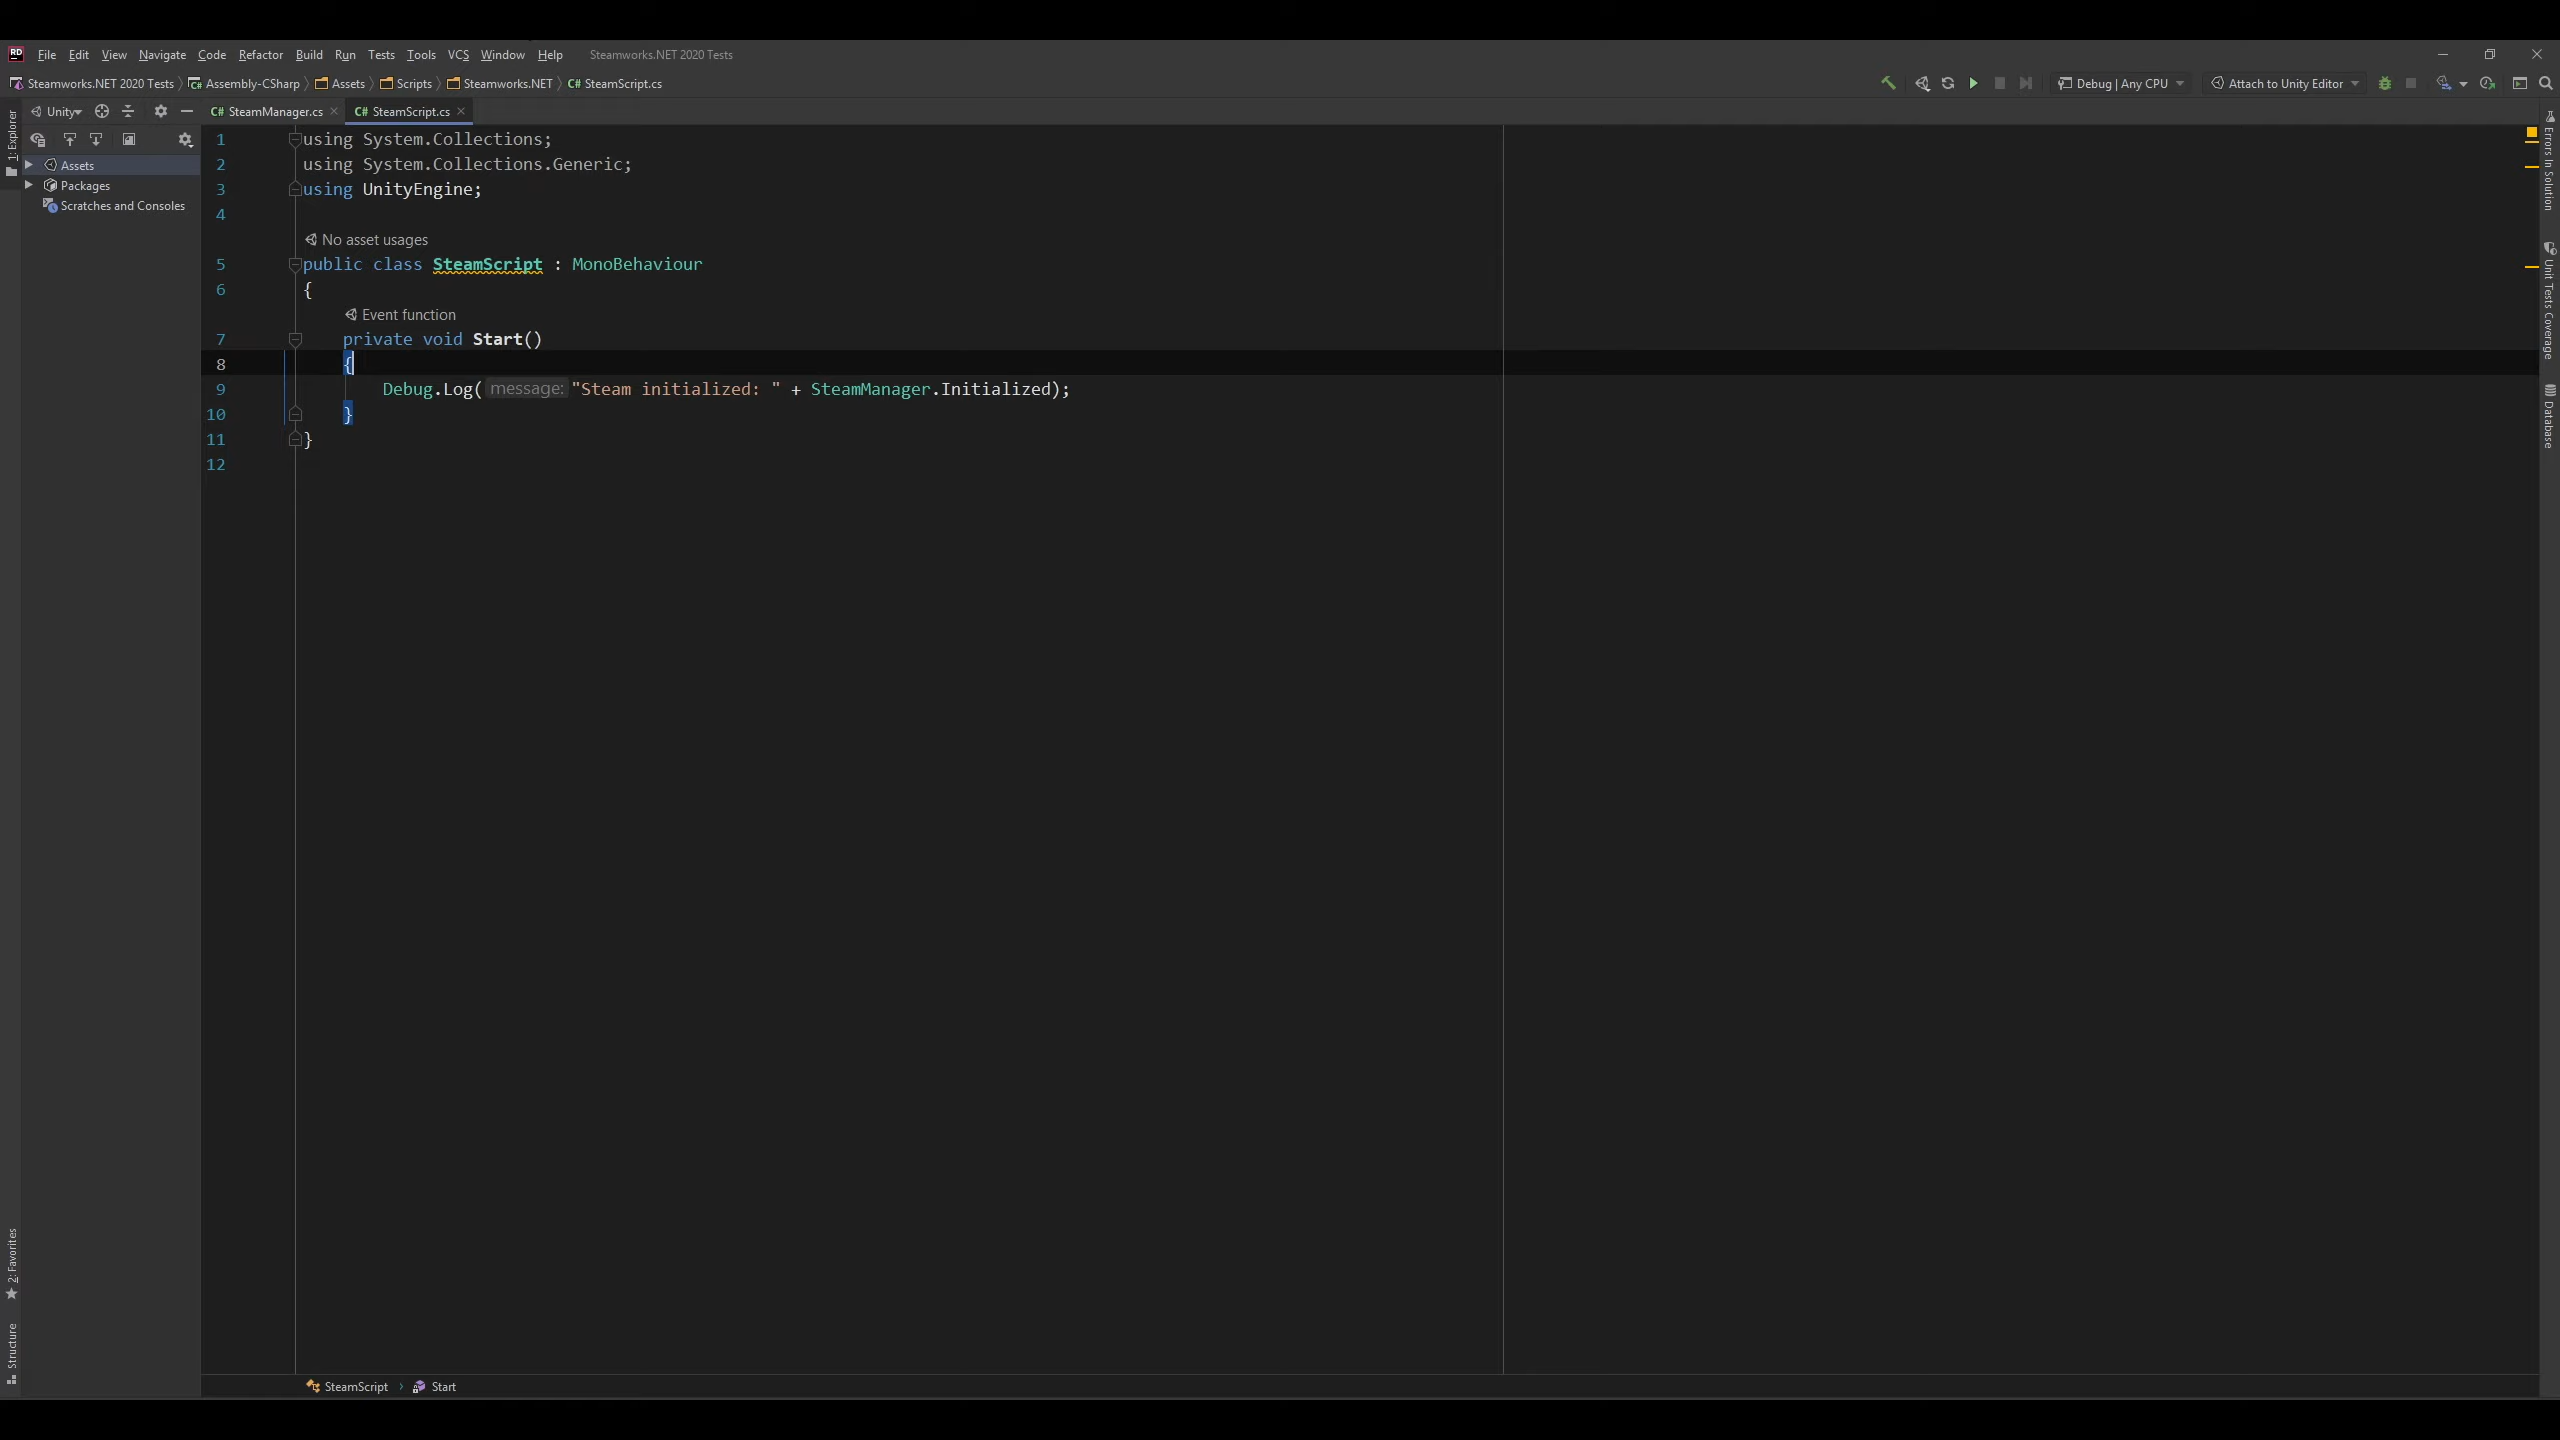 RD File Edit View Navigate Code Refactor Build Run Tests Tools VCS Window Help Steamworks.NET 2020 Tests
Steamworks.NET 2020 Tests Assembly-CSharp Assets Scripts Steamworks.NET C# SteamScript.cs Debug | Any CPU Attach to Unity Editor
Unity C# SteamManager.cs C# SteamScript.cs
1: Explorer
Assets
Packages
Scratches and Consoles
1 using System.Collections;
2 using System.Collections.Generic;
3 using UnityEngine;
4
No asset usages
5 public class SteamScript : MonoBehaviour
6 {
Event function
7 private void Start()
8 {
9 Debug.Log( message: "Steam initialized: " + SteamManager.Initialized);
10 }
11 }
12
Errors In Solution
Unit Tests Coverage
Database
2: Favorites
Structure
SteamScript › Start